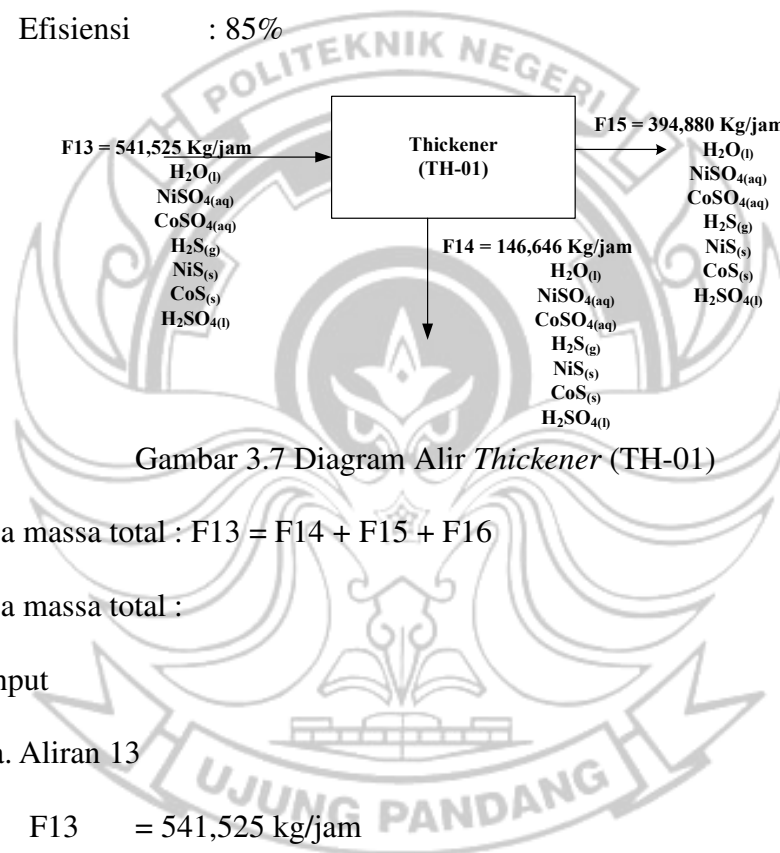 Efisiensi : 85%
POLITEKNIK NEGERI
F13 = 541,525 Kg/jam
H₂O₍ₗ₎
NiSO₄(aq)
CoSO₄(aq)
H₂S(g)
NiS(s)
CoS(s)
H₂SO₄(l)
Thickener
(TH-01)
F15 = 394,880 Kg/jam
H₂O(l)
NiSO₄(aq)
CoSO₄(aq)
H₂S(g)
NiS(s)
CoS(s)
H₂SO₄(l)
F14 = 146,646 Kg/jam
H₂O(l)
NiSO₄(aq)
CoSO₄(aq)
H₂S(g)
NiS(s)
CoS(s)
H₂SO₄(l)
Gambar 3.7 Diagram Alir Thickener (TH-01)
a massa total : F13 = F14 + F15 + F16
a massa total :
nput
a. Aliran 13
F13 = 541,525 kg/jam
UJUNG PANDANG